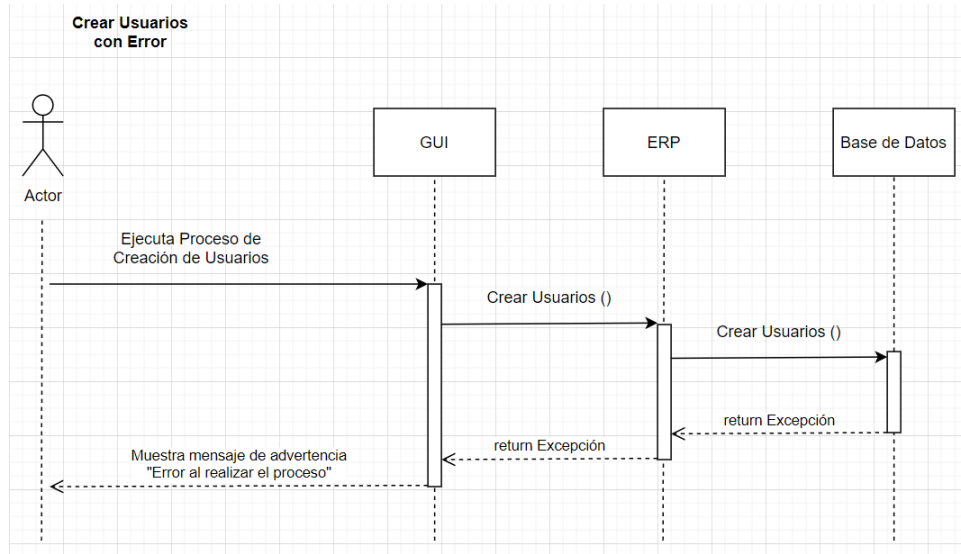 Crear Usuarios
con Error
GUI
ERP
Base de Datos
Actor
Ejecuta Proceso de
Creación de Usuarios
Crear Usuarios ()
Crear Usuarios ()
return Excepción
return Excepción
Muestra mensaje de advertencia
"Error al realizar el proceso"